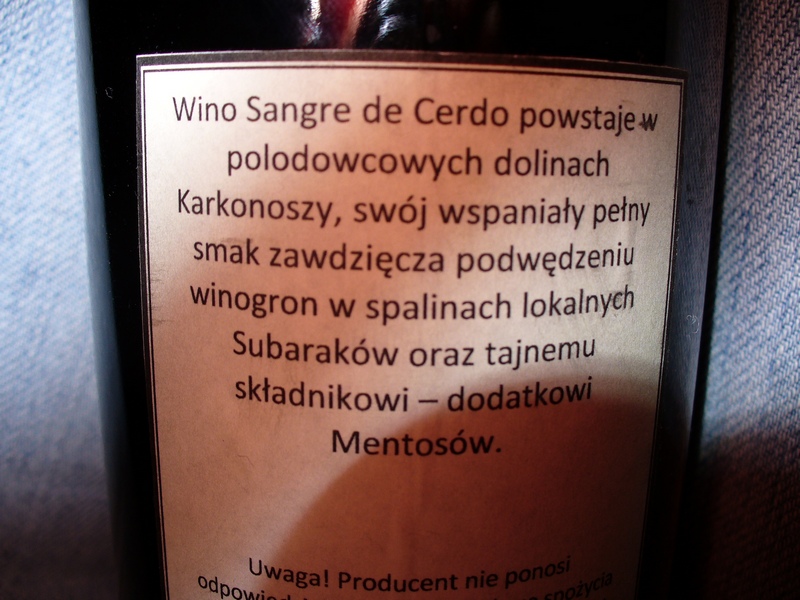 Wino Sangre de Cerdo powstaje w
polodowcowych dolinach
Karkonoszy, swój wspaniały pełny
smak zawdzięcza podwędzeniu
winogron w spalinach lokalnych
Subaraków oraz tajnemu
składnikowi – dodatkowi
Mentosów.
Uwaga! Producent nie ponosi
spożycia